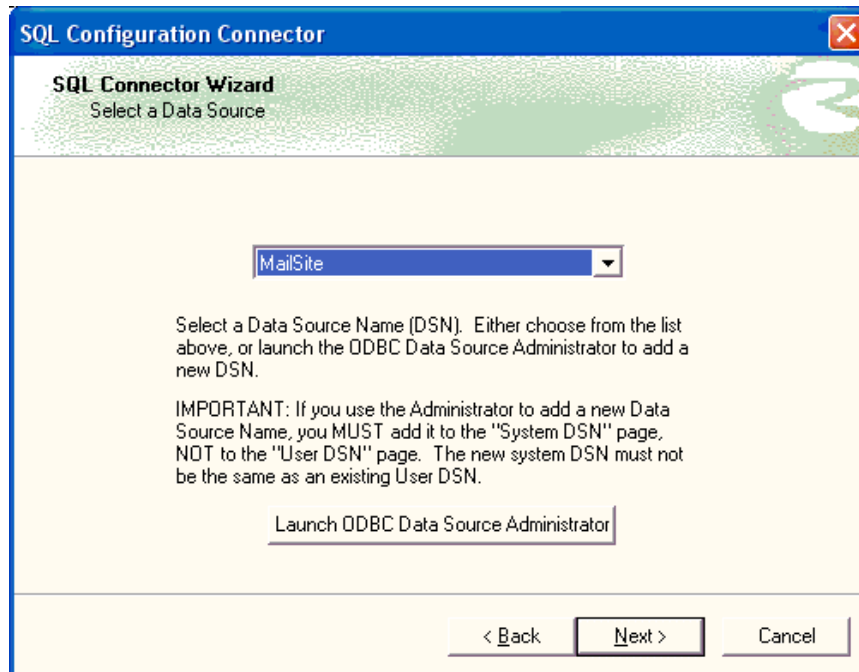 SQL Configuration Connector
SQL Connector Wizard
Select a Data Source
MailSite
Select a Data Source Name (DSN).  Either choose from the list
above, or launch the ODBC Data Source Administrator to add a
new DSN.
IMPORTANT: If you use the Administrator to add a new Data
Source Name, you MUST add it to the "System DSN" page,
NOT to the "User DSN" page.  The new system DSN must not
be the same as an existing User DSN.
Launch ODBC Data Source Administrator
< Back
Next >
Cancel